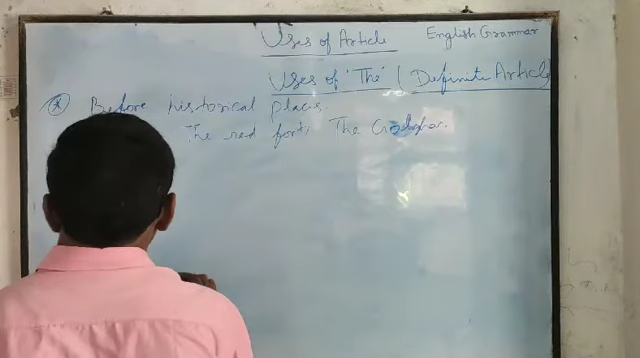 Uses of Article English Grammar
Uses of 'The' (Definite Article)
Before historical places.
The red fort, The